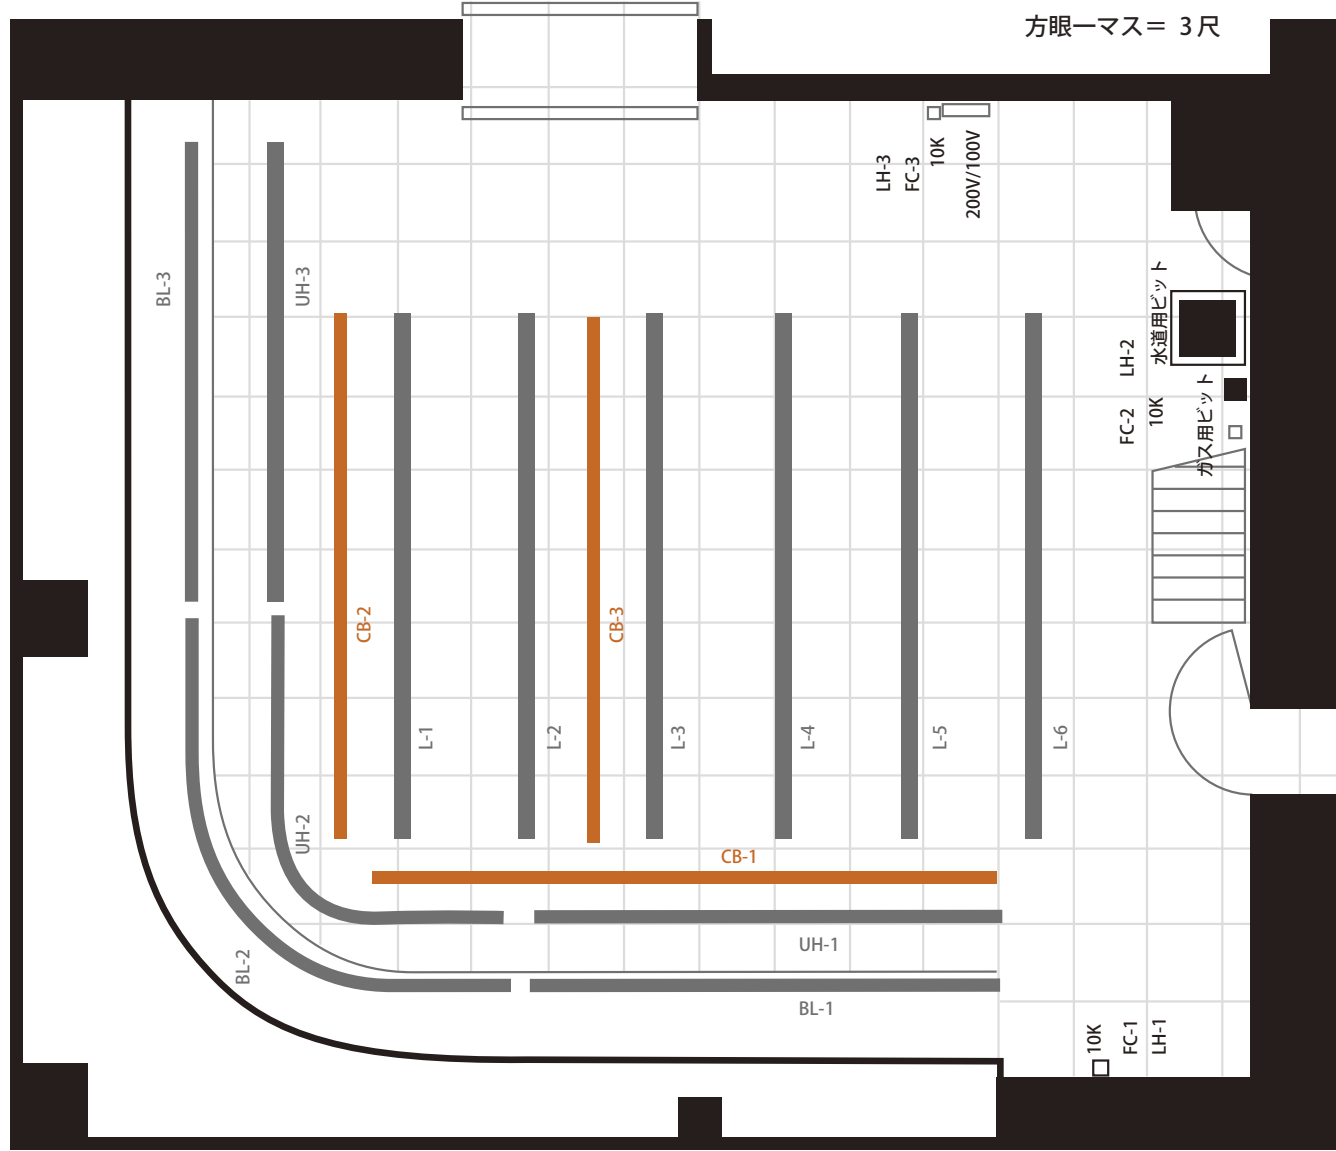 方眼一マス＝ 3尺
LH-3
FC-3
10K
200V/100V
BL-3
UH-3
水道用ピット
LH-2
FC-2
10K
ガス用ピット
CB-2
CB-3
L-1
L-2
L-3
L-4
L-5
L-6
UH-2
CB-1
UH-1
BL-2
BL-1
10K
FC-1
LH-1